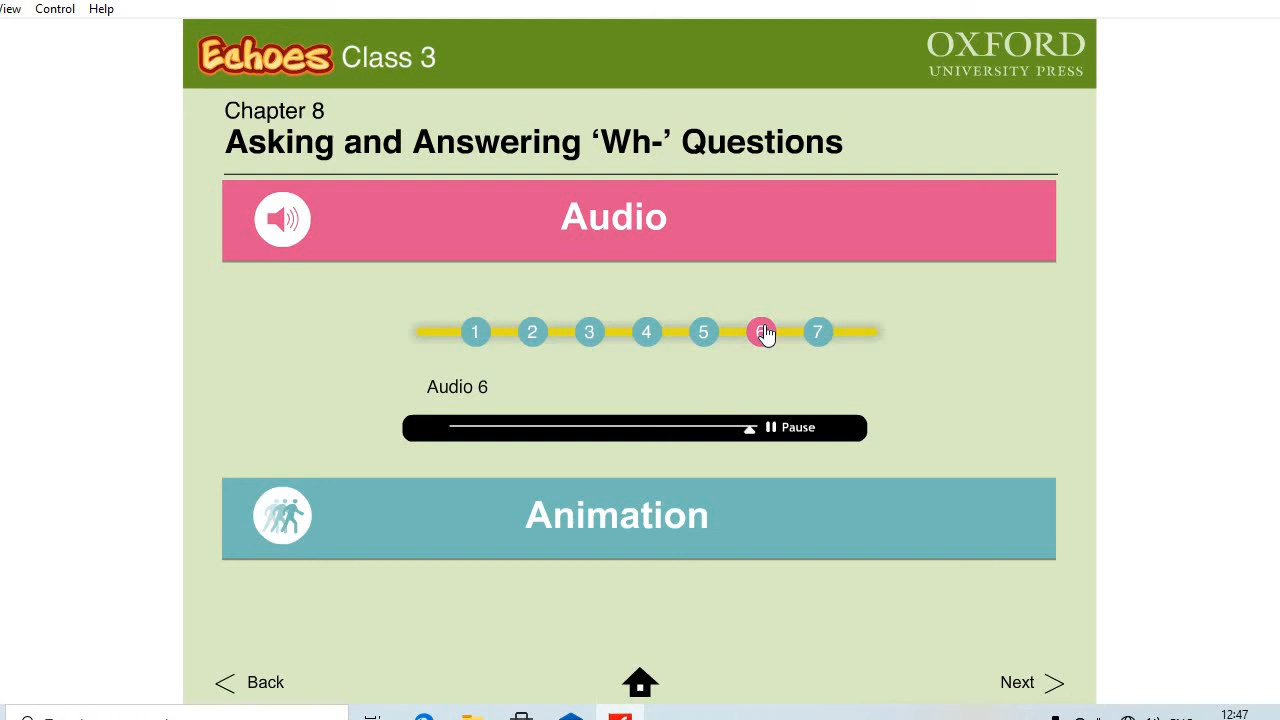 View Control Help
Echoes Class 3
OXFORD
UNIVERSITY PRESS
Chapter 8
Asking and Answering ‘Wh-’ Questions
Audio
1 2 3 4 5 6 7
Audio 6
Pause
Animation
Back
Next
12:47